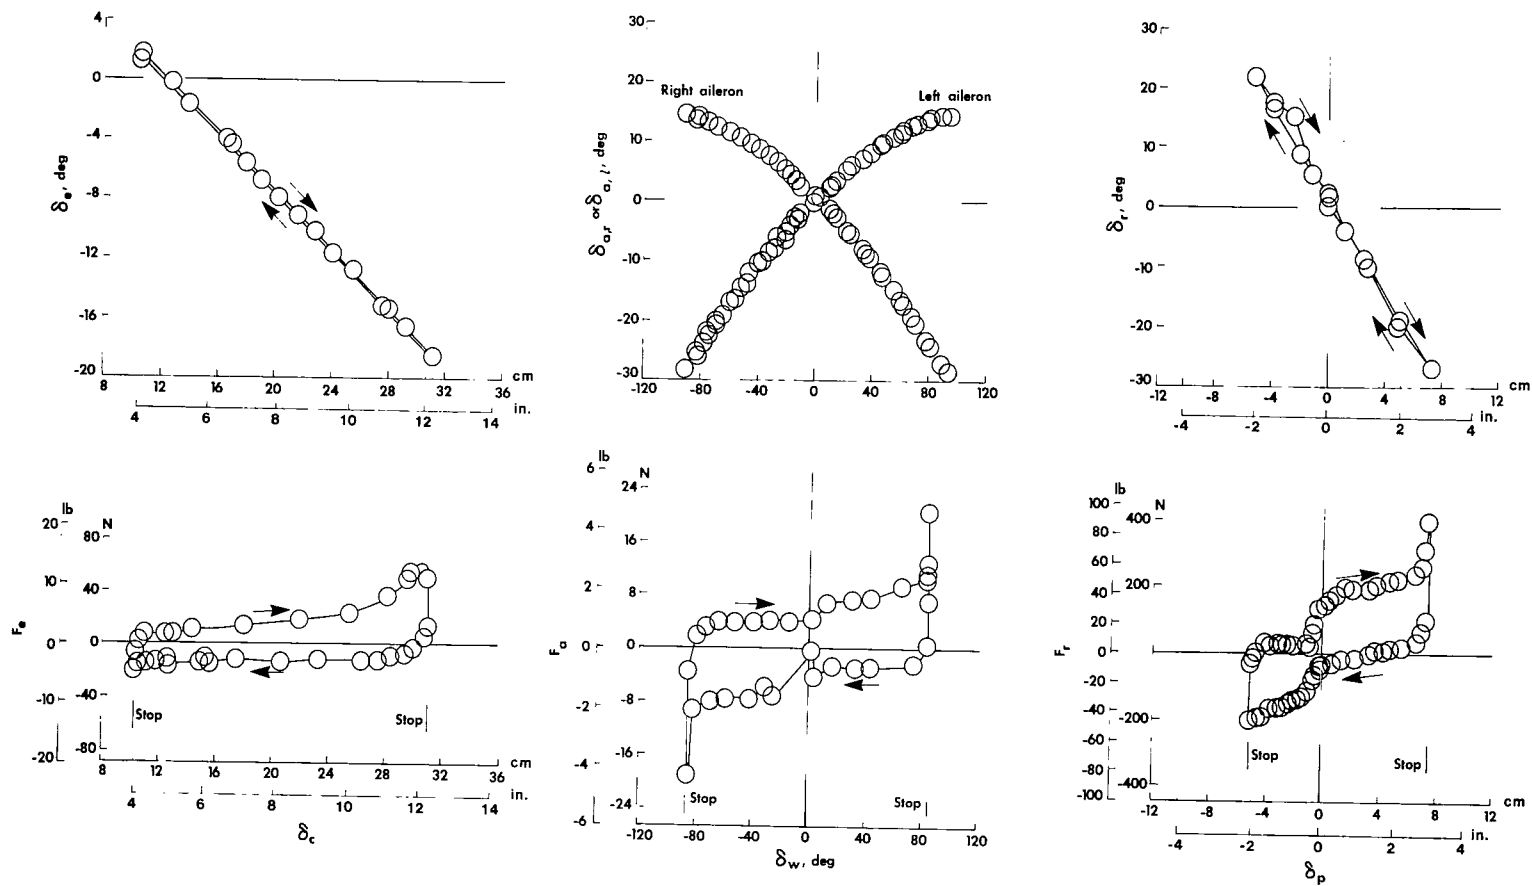 4
0
-4
-8
-12
-16
-20
δe, deg
8 12 16 20 24 28 32 36 cm
4 6 8 10 12 14 in.
30
20
10
0
-10
-20
-30
δa,r or δa,l, deg
Right aileron
Left aileron
-120 -80 -40 0 40 80 120
30
20
10
0
-10
-20
-30
δr, deg
-12 -8 -4 0 4 8 12 cm
-4 -2 0 2 4 in.
lb
20
10
0
-10
-20
N
80
40
0
-40
-80
Fe
Stop
Stop
8 12 16 20 24 28 32 36 cm
4 6 8 10 12 14 in.
δc
lb
6
4
2
0
-2
-4
-6
N
24
16
8
0
-8
-16
-24
Fa
Stop
Stop
-120 -80 -40 0 40 80 120
δw, deg
lb
100
80
60
40
20
0
-20
-40
-60
-80
-100
N
400
200
0
-200
-400
Fr
Stop
Stop
-12 -8 -4 0 4 8 12 cm
-4 -2 0 2 4 in.
δp